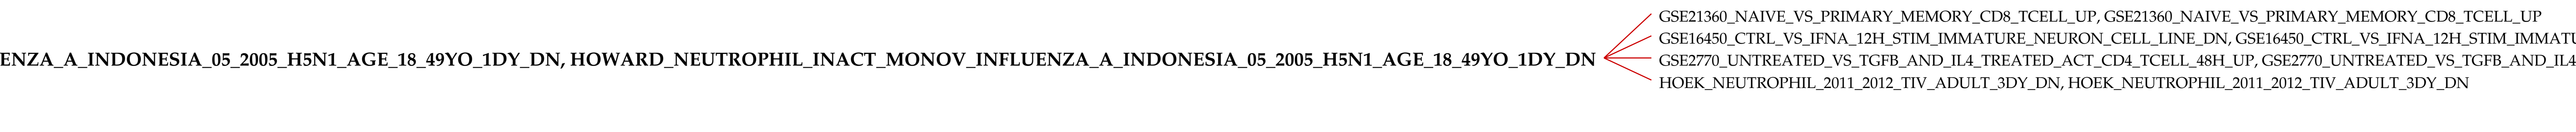 ENZA_A_INDONESIA_05_2005_H5N1_AGE_18_49YO_1DY_DN, HOWARD_NEUTROPHIL_INACT_MONOV_INFLUENZA_A_INDONESIA_05_2005_H5N1_AGE_18_49YO_1DY_DN
GSE21360_NAIVE_VS_PRIMARY_MEMORY_CD8_TCELL_UP, GSE21360_NAIVE_VS_PRIMARY_MEMORY_CD8_TCELL_UP
GSE16450_CTRL_VS_IFNA_12H_STIM_IMMATURE_NEURON_CELL_LINE_DN, GSE16450_CTRL_VS_IFNA_12H_STIM_IMMATU
GSE2770_UNTREATED_VS_TGFB_AND_IL4_TREATED_ACT_CD4_TCELL_48H_UP, GSE2770_UNTREATED_VS_TGFB_AND_IL4
HOEK_NEUTROPHIL_2011_2012_TIV_ADULT_3DY_DN, HOEK_NEUTROPHIL_2011_2012_TIV_ADULT_3DY_DN